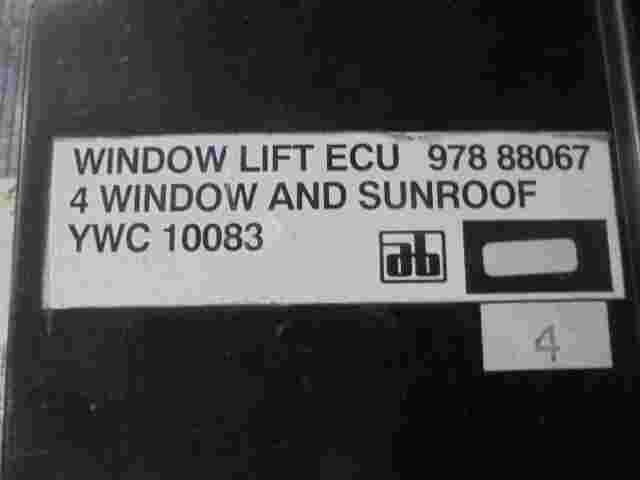 WINDOW LIFT ECU 978 88067
4 WINDOW AND SUNROOF
YWC 10083
ab
4